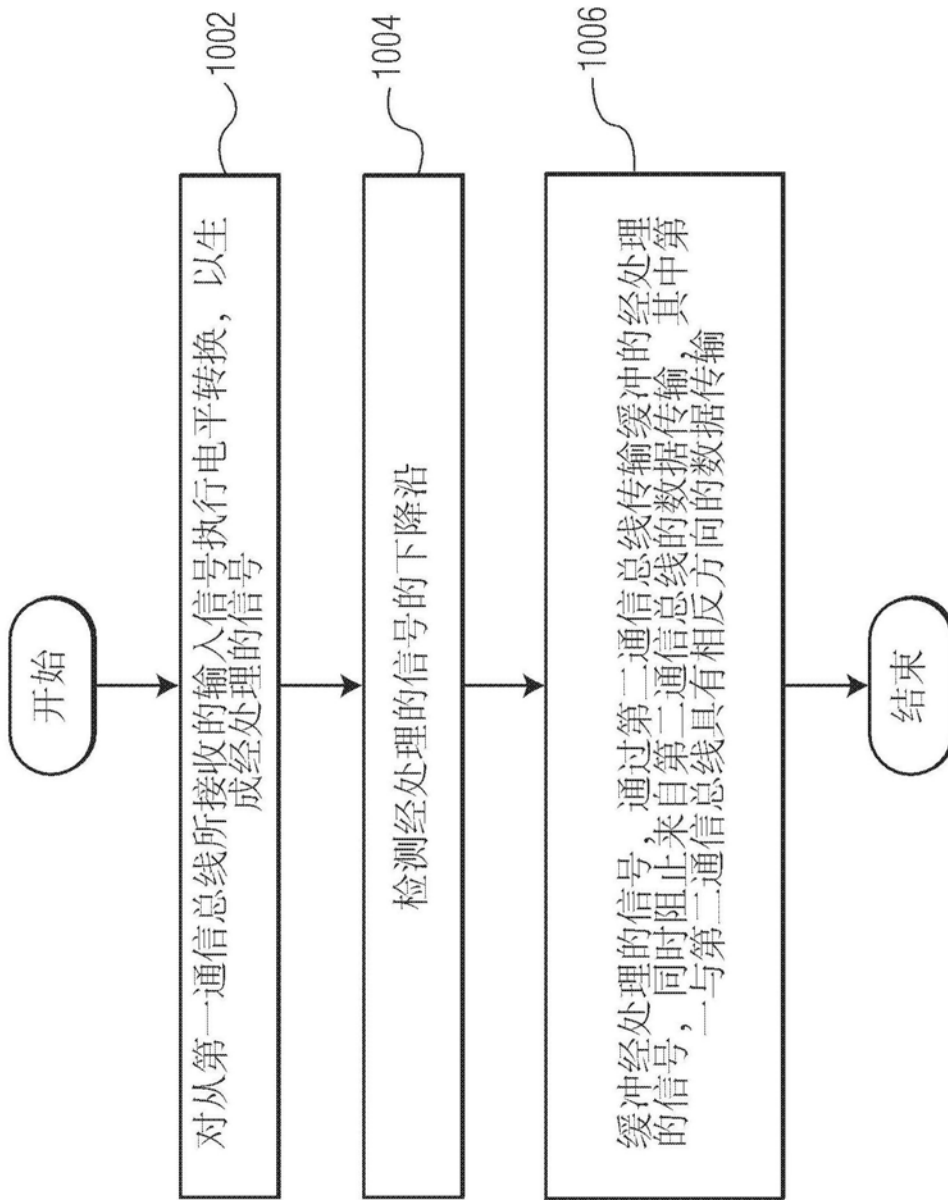 开始
对从第一通信总线所接收的输入信号执行电平转换，以生
成经处理的信号
1002
检测经处理的信号的下降沿
1004
缓冲经处理的信号，通过第二通信总线传输缓冲的经处理
的信号，同时阻止来自第二通信总线的数据传输，其中第
一与第二通信总线具有相反方向的数据传输
1006
结束